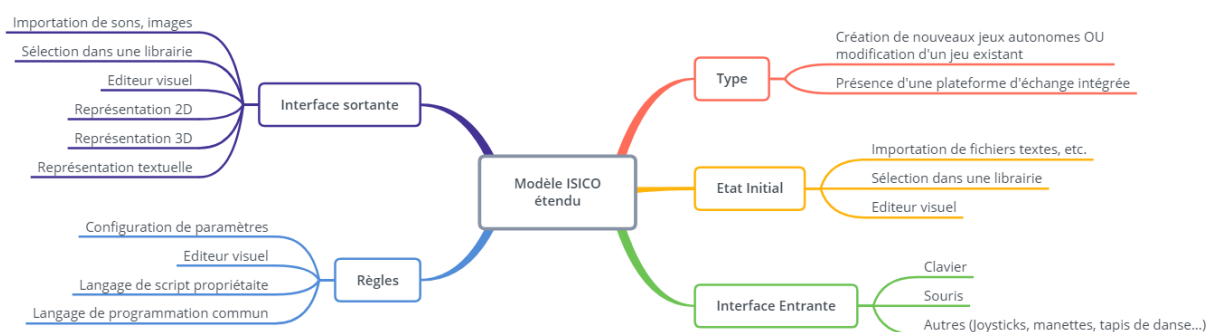 Modèle ISICO
étendu
Type
Création de nouveaux jeux autonomes OU
modification d'un jeu existant
Présence d'une plateforme d'échange intégrée
Etat Initial
Importation de fichiers textes, etc.
Sélection dans une librairie
Editeur visuel
Interface Entrante
Clavier
Souris
Autres (Joysticks, manettes, tapis de danse...)
Règles
Configuration de paramètres
Editeur visuel
Langage de script propriétaite
Langage de programmation commun
Interface sortante
Importation de sons, images
Sélection dans une librairie
Editeur visuel
Représentation 2D
Représentation 3D
Représentation textuelle